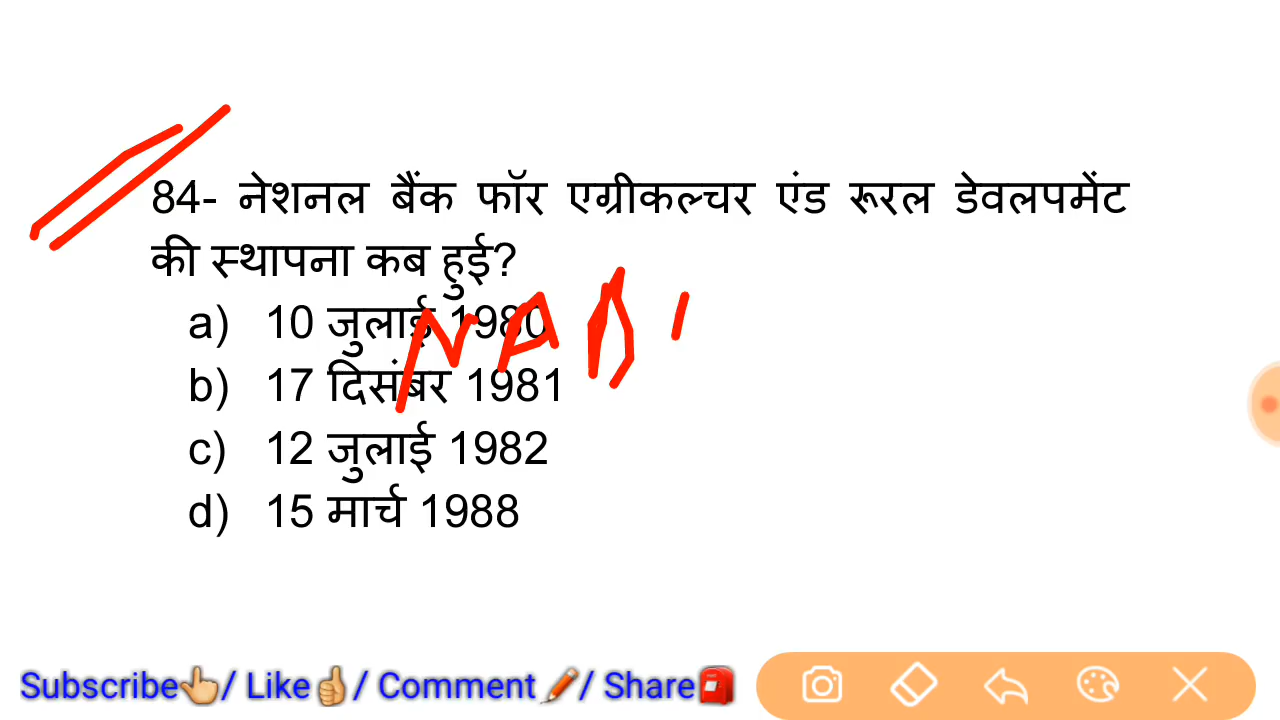 84- नेशनल बैंक फॉर एग्रीकल्चर एंड रूरल डेवलपमेंट
की स्थापना कब हुई?
a) 10 जुलाई 1980
NAB
b) 17 दिसंबर 1981
c) 12 जुलाई 1982
d) 15 मार्च 1988
Subscribe👆/ Like👍/ Comment 🖍/ Share